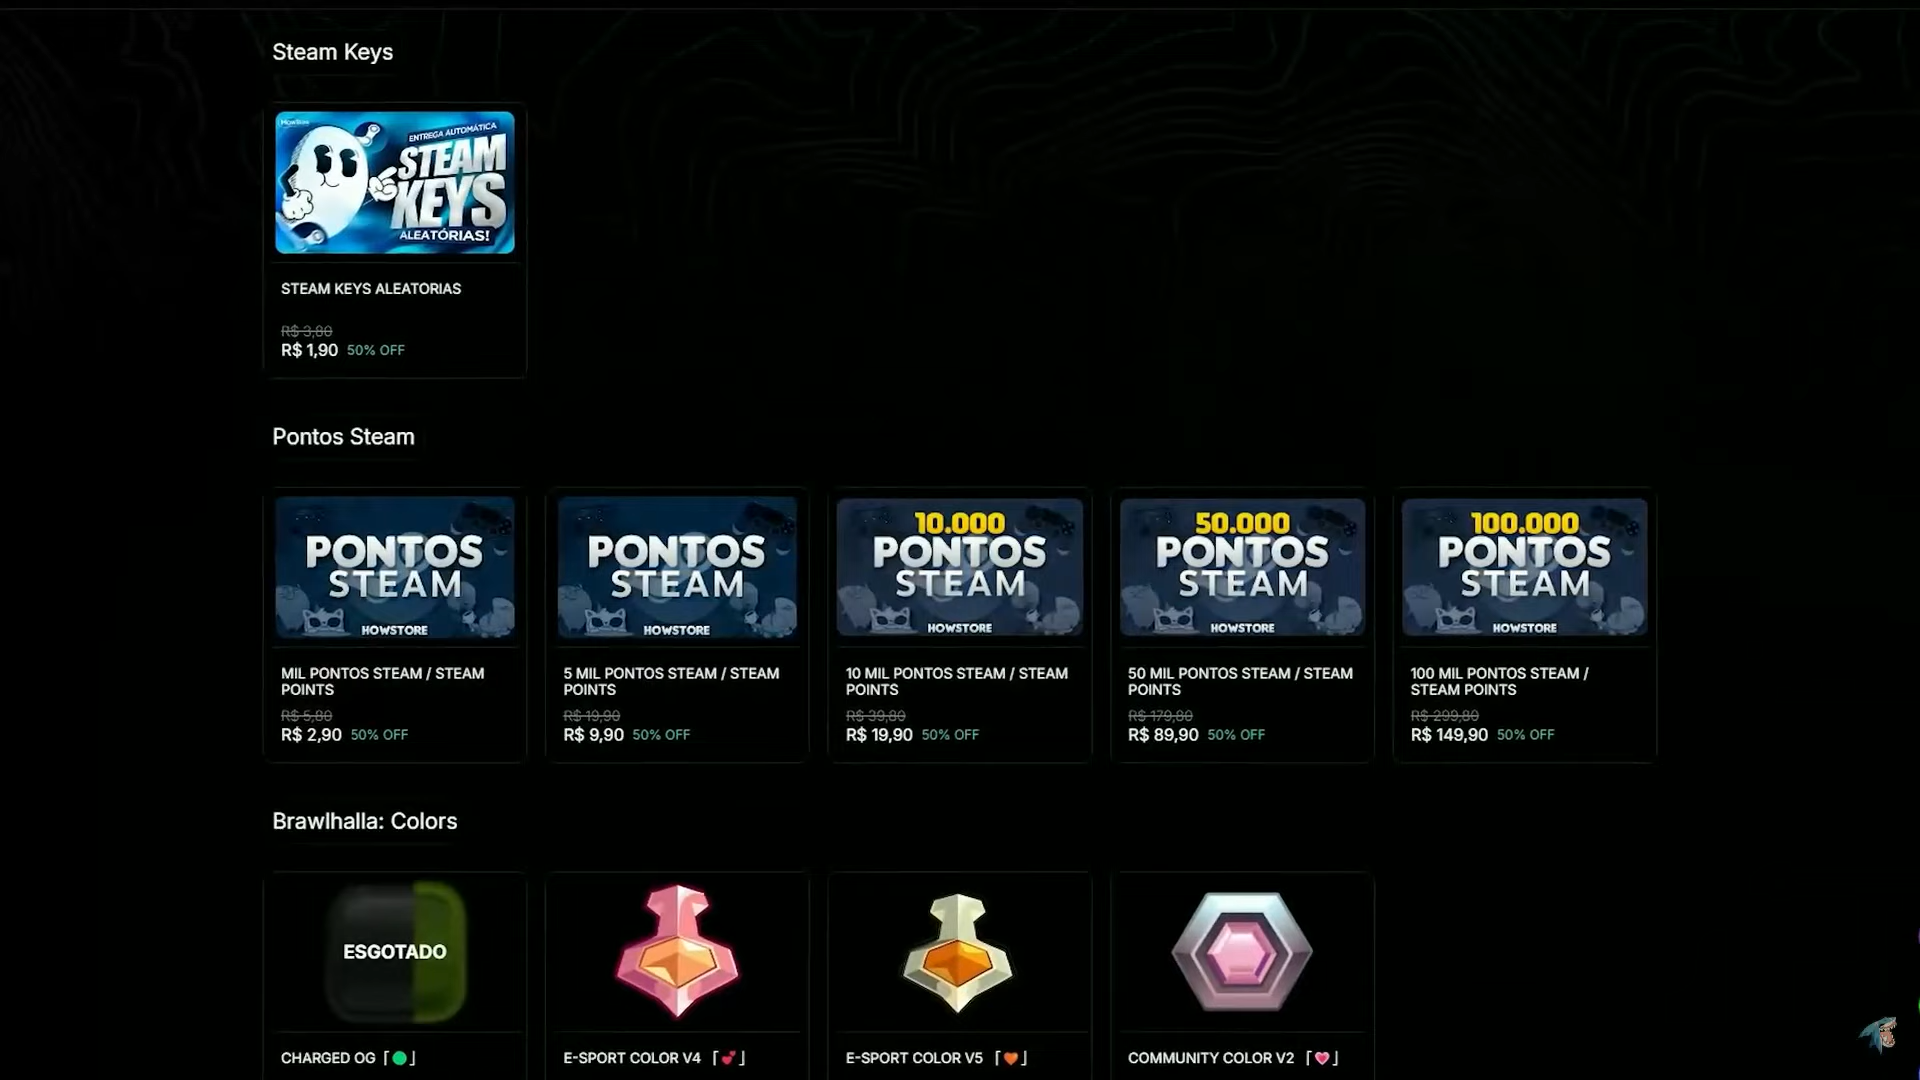 Steam Keys
HOWSTORE
ENTREGA AUTOMÁTICA
STEAM
KEYS
ALEATÓRIAS!
STEAM KEYS ALEATORIAS
R$ 3,80
R$ 1,90 50% OFF
Pontos Steam
PONTOS
STEAM
HOWSTORE
MIL PONTOS STEAM / STEAM
POINTS
R$ 5,80
R$ 2,90 50% OFF
PONTOS
STEAM
HOWSTORE
5 MIL PONTOS STEAM / STEAM
POINTS
R$ 19,90
R$ 9,90 50% OFF
10.000
PONTOS
STEAM
HOWSTORE
10 MIL PONTOS STEAM / STEAM
POINTS
R$ 39,80
R$ 19,90 50% OFF
50.000
PONTOS
STEAM
HOWSTORE
50 MIL PONTOS STEAM / STEAM
POINTS
R$ 179,80
R$ 89,90 50% OFF
100.000
PONTOS
STEAM
HOWSTORE
100 MIL PONTOS STEAM /
STEAM POINTS
R$ 299,80
R$ 149,90 50% OFF
Brawlhalla: Colors
ESGOTADO
CHARGED OG「🟢」
E-SPORT COLOR V4「💕」
E-SPORT COLOR V5「🧡」
COMMUNITY COLOR V2「💗」